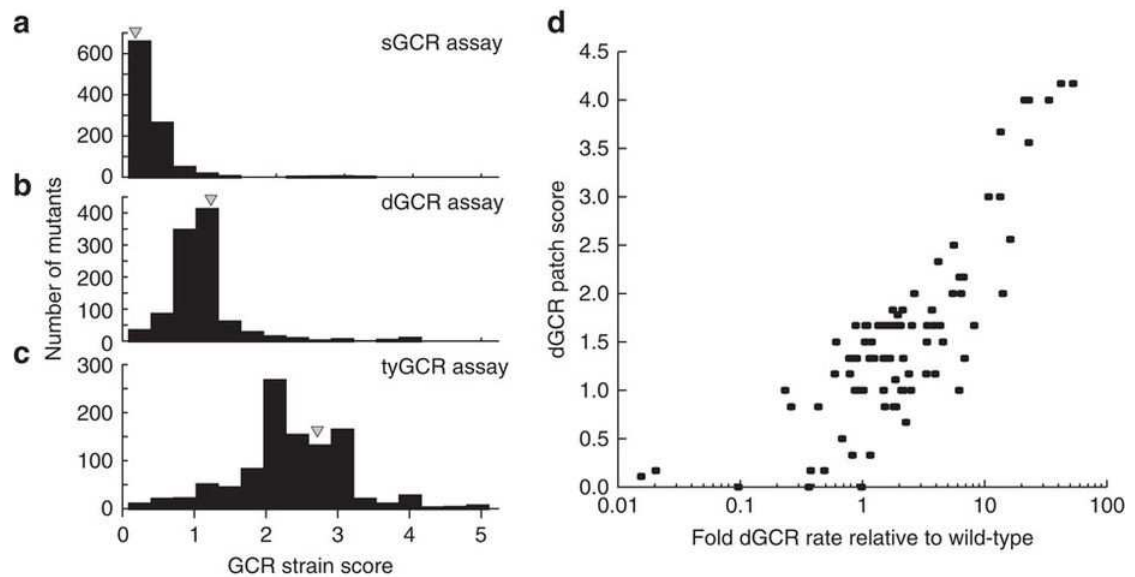 a
sGCR assay
600
400
200
0
b
dGCR assay
400
300
200
100
0
c
tyGCR assay
300
200
100
0
0 1 2 3 4 5
GCR strain score
Number of mutants
d
4.5
4.0
3.5
3.0
2.5
2.0
1.5
1.0
0.5
0.0
0.01 0.1 1 10 100
dGCR patch score
Fold dGCR rate relative to wild-type